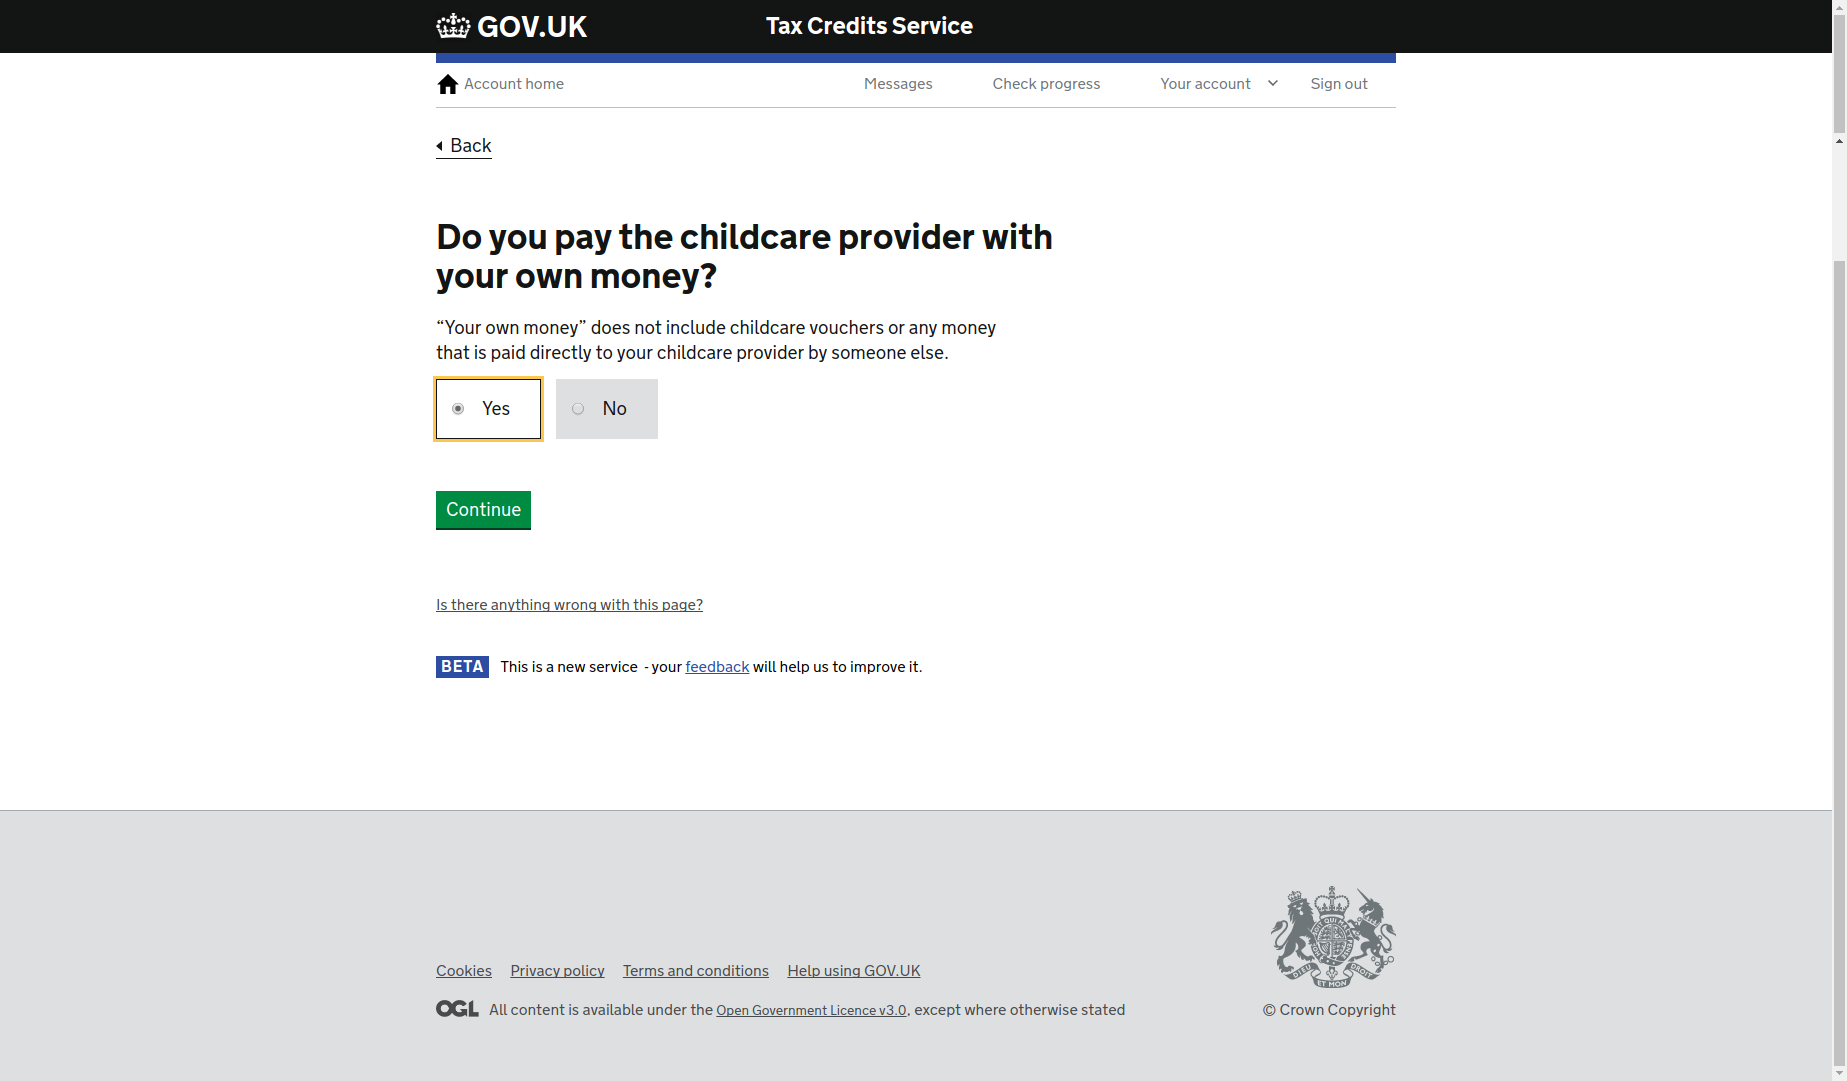 GOV.UK
Tax Credits Service
Account home
Messages
Check progress
Your account
Sign out
Back
Do you pay the childcare provider with
your own money?
“Your own money” does not include childcare vouchers or any money
that is paid directly to your childcare provider by someone else.
Yes
No
Continue
Is there anything wrong with this page?
BETA This is a new service - your feedback will help us to improve it.
Cookies
Privacy policy
Terms and conditions
Help using GOV.UK
OGL All content is available under the Open Government Licence v3.0, except where otherwise stated
DIEU ET MON DROIT
© Crown Copyright